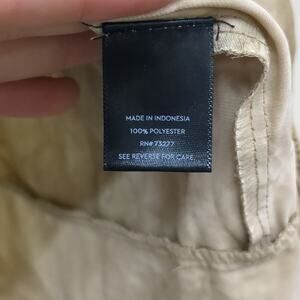 MADE IN INDONESIA
100% POLYESTER
RN#73277
SEE REVERSE FOR CARE